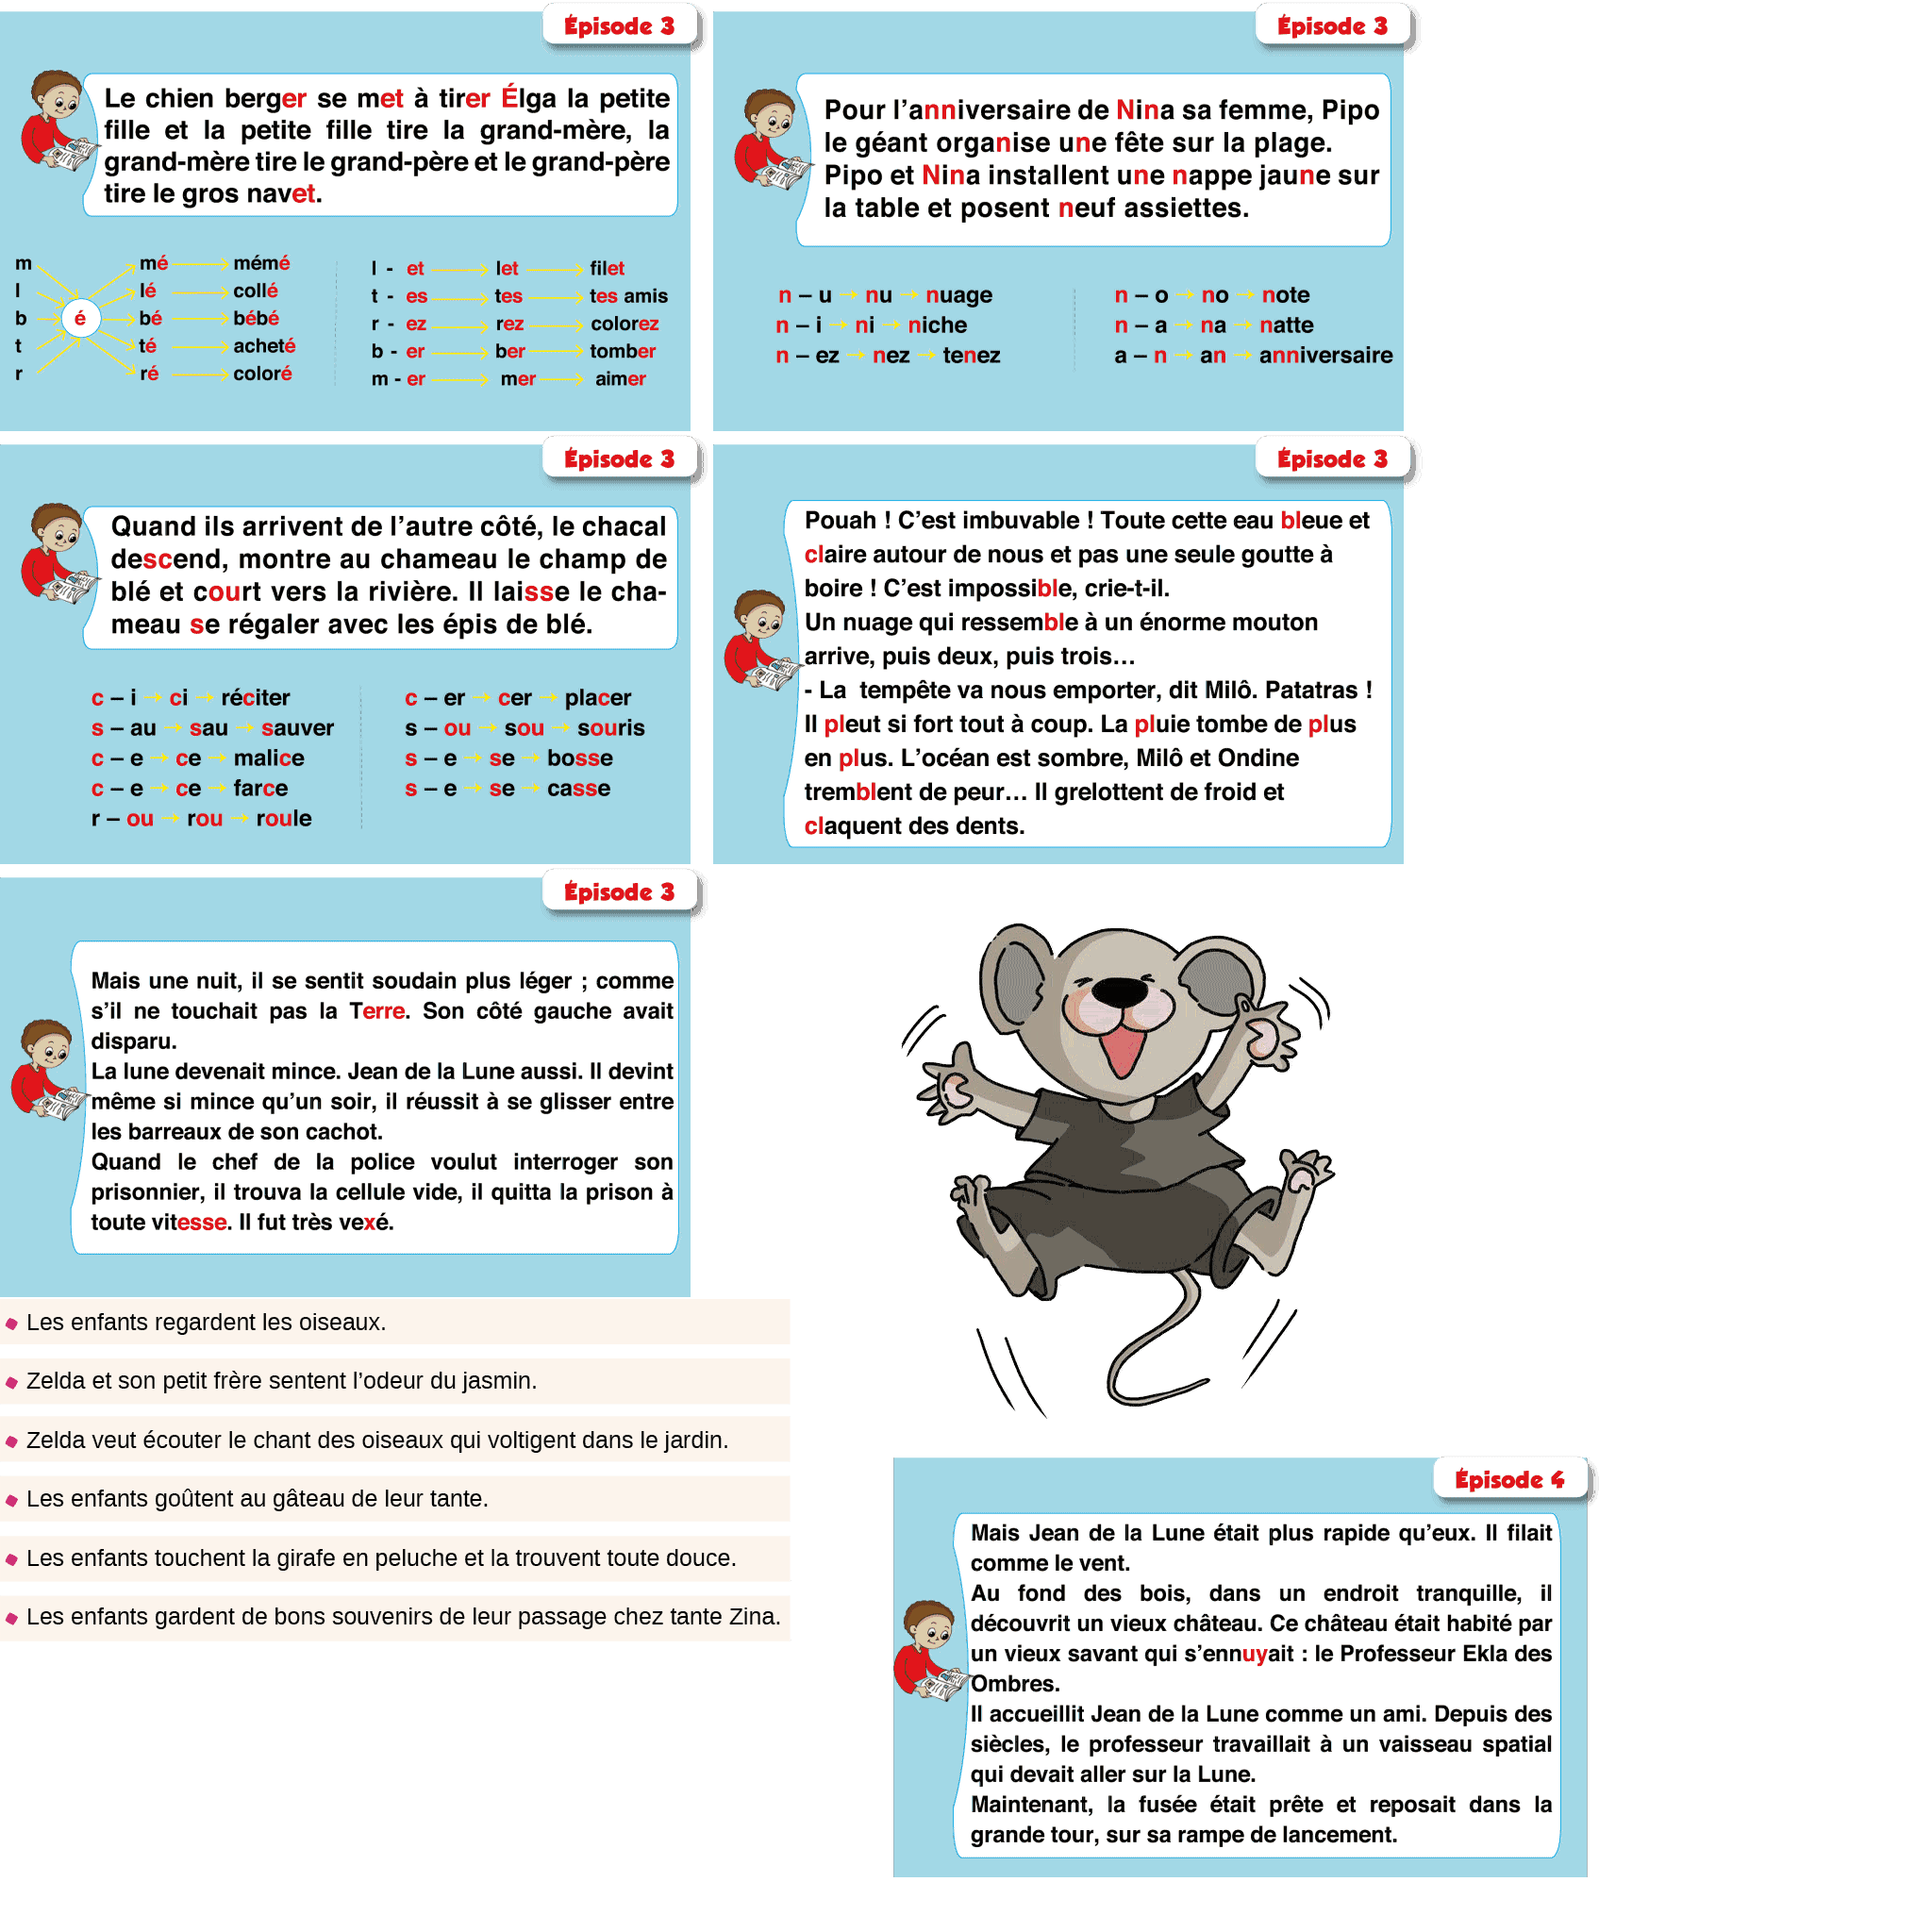 Épisode 3
Le chien berger se met à tirer Élga la petite
fille et la petite fille tire la grand-mère, la
grand-mère tire le grand-père et le grand-père
tire le gros navet.
m
l
b
t
r
é
mé mémé
lé collé
bé bébé
té acheté
ré coloré
l - et let filet
t - es tes tes amis
r - ez rez colorez
b - er ber tomber
m - er mer aimer
Épisode 3
Pour l’anniversaire de Nina sa femme, Pipo
le géant organise une fête sur la plage.
Pipo et Nina installent une nappe jaune sur
la table et posent neuf assiettes.
n – u → nu → nuage
n – i → ni → niche
n – ez → nez → tenez
n – o → no → note
n – a → na → natte
a – n → an → anniversaire
Épisode 3
Quand ils arrivent de l’autre côté, le chacal
descend, montre au chameau le champ de
blé et court vers la rivière. Il laisse le cha-
meau se régaler avec les épis de blé.
c – i → ci → réciter
s – au → sau → sauver
c – e → ce → malice
c – e → ce → farce
r – ou → rou → roule
c – er → cer → placer
s – ou → sou → souris
s – e → se → bosse
s – e → se → casse
Épisode 3
Pouah ! C’est imbuvable ! Toute cette eau bleue et
claire autour de nous et pas une seule goutte à
boire ! C’est impossible, crie-t-il.
Un nuage qui ressemble à un énorme mouton
arrive, puis deux, puis trois…
- La tempête va nous emporter, dit Milô. Patatras !
Il pleut si fort tout à coup. La pluie tombe de plus
en plus. L’océan est sombre, Milô et Ondine
tremblent de peur… Il grelottent de froid et
claquent des dents.
Épisode 3
Mais une nuit, il se sentit soudain plus léger ; comme
s’il ne touchait pas la Terre. Son côté gauche avait
disparu.
La lune devenait mince. Jean de la Lune aussi. Il devint
même si mince qu’un soir, il réussit à se glisser entre
les barreaux de son cachot.
Quand le chef de la police voulut interroger son
prisonnier, il trouva la cellule vide, il quitta la prison à
toute vitesse. Il fut très vexé.
Les enfants regardent les oiseaux.
Zelda et son petit frère sentent l’odeur du jasmin.
Zelda veut écouter le chant des oiseaux qui voltigent dans le jardin.
Les enfants goûtent au gâteau de leur tante.
Les enfants touchent la girafe en peluche et la trouvent toute douce.
Les enfants gardent de bons souvenirs de leur passage chez tante Zina.
Épisode 4
Mais Jean de la Lune était plus rapide qu’eux. Il filait
comme le vent.
Au fond des bois, dans un endroit tranquille, il
découvrit un vieux château. Ce château était habité par
un vieux savant qui s’ennuyait : le Professeur Ekla des
Ombres.
Il accueillit Jean de la Lune comme un ami. Depuis des
siècles, le professeur travaillait à un vaisseau spatial
qui devait aller sur la Lune.
Maintenant, la fusée était prête et reposait dans la
grande tour, sur sa rampe de lancement.